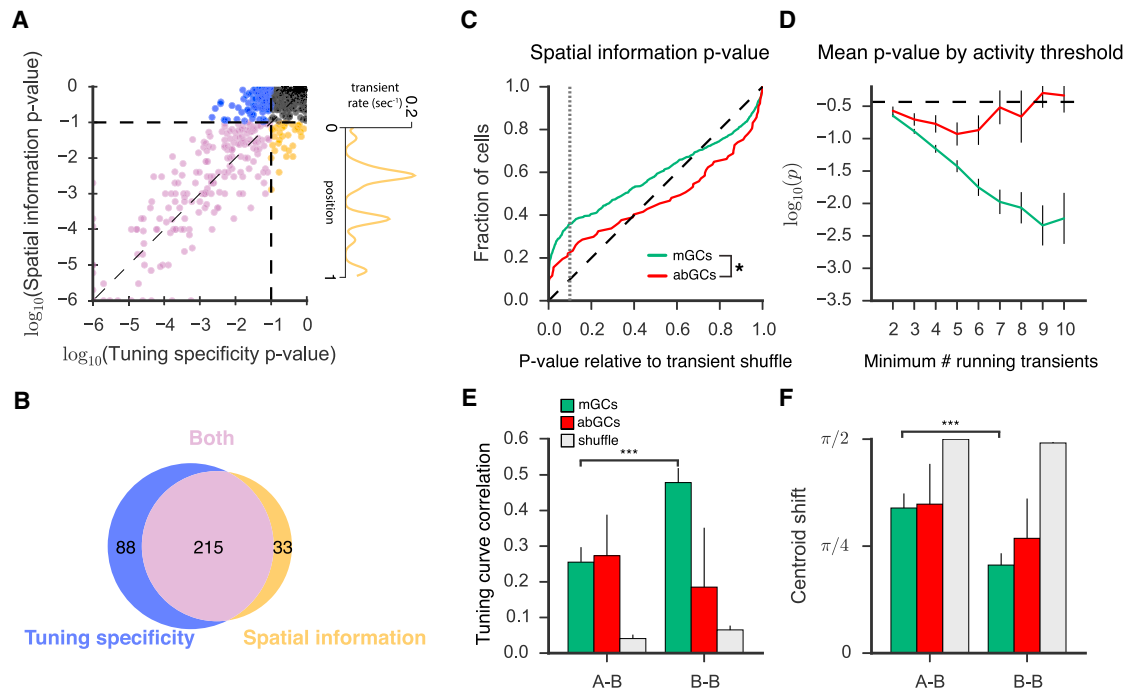 A
log10(Spatial information p-value)
0
−1
−2
−3
−4
−5
−6
−6
−5
−4
−3
−2
−1
0
log10(Tuning specificity p-value)
transient
rate (sec⁻¹)
0.2
0
position
1
B
Both
88
215
33
Tuning specificity
Spatial information
C
Spatial information p-value
Fraction of cells
1.0
0.8
0.6
0.4
0.2
0.0
0.0
0.2
0.4
0.6
0.8
1.0
mGCs
abGCs
*
P-value relative to transient shuffle
D
Mean p-value by activity threshold
log10(p)
−0.5
−1.0
−1.5
−2.0
−2.5
−3.0
−3.5
2
3
4
5
6
7
8
9
10
Minimum # running transients
E
mGCs
abGCs
shuffle
Tuning curve correlation
0.6
0.5
0.4
0.3
0.2
0.1
0.0
***
A-B
B-B
F
Centroid shift
π/2
π/4
0
***
A-B
B-B